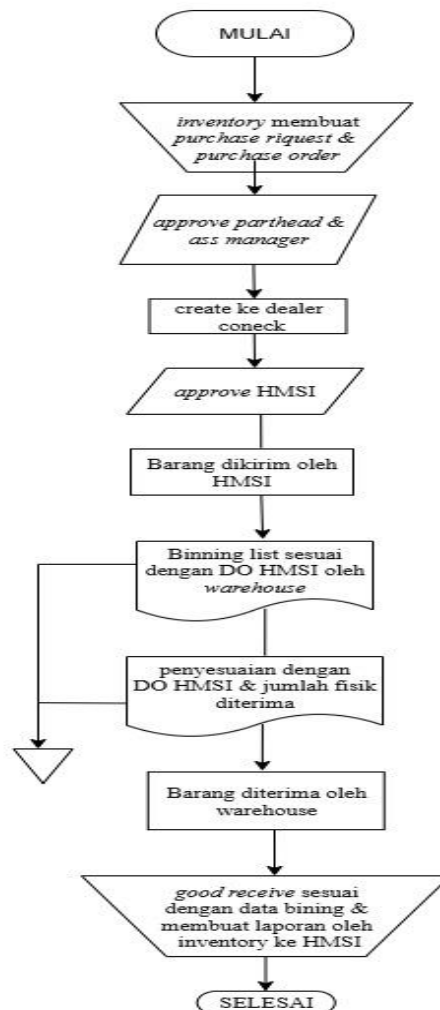 MULAI
inventory membuat
purchase riquest &
purchase order
approve parthead &
ass manager
create ke dealer
coneck
approve HMSI
Barang dikirim oleh
HMSI
Binning list sesuai
dengan DO HMSI oleh
warehouse
penyesuaian dengan
DO HMSI & jumlah fisik
diterima
Barang diterima oleh
warehouse
good receive sesuai
dengan data bining &
membuat laporan oleh
inventory ke HMSI
SELESAI